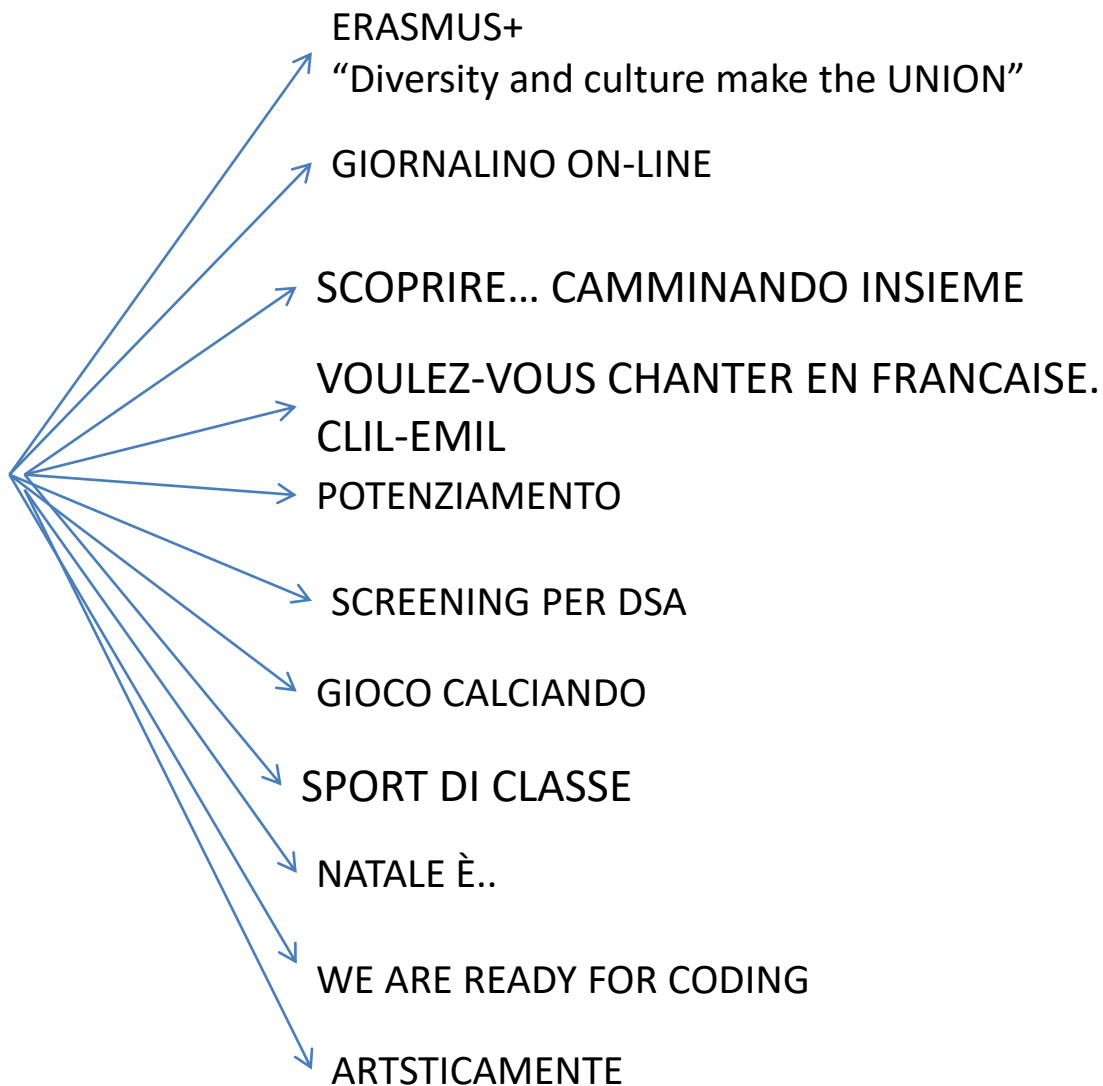 ERASMUS+
“Diversity and culture make the UNION”
GIORNALINO ON-LINE
SCOPRIRE… CAMMINANDO INSIEME
VOULEZ-VOUS CHANTER EN FRANCAISE.
CLIL-EMIL
POTENZIAMENTO
SCREENING PER DSA
GIOCO CALCIANDO
SPORT DI CLASSE
NATALE È..
WE ARE READY FOR CODING
ARTSTICAMENTE